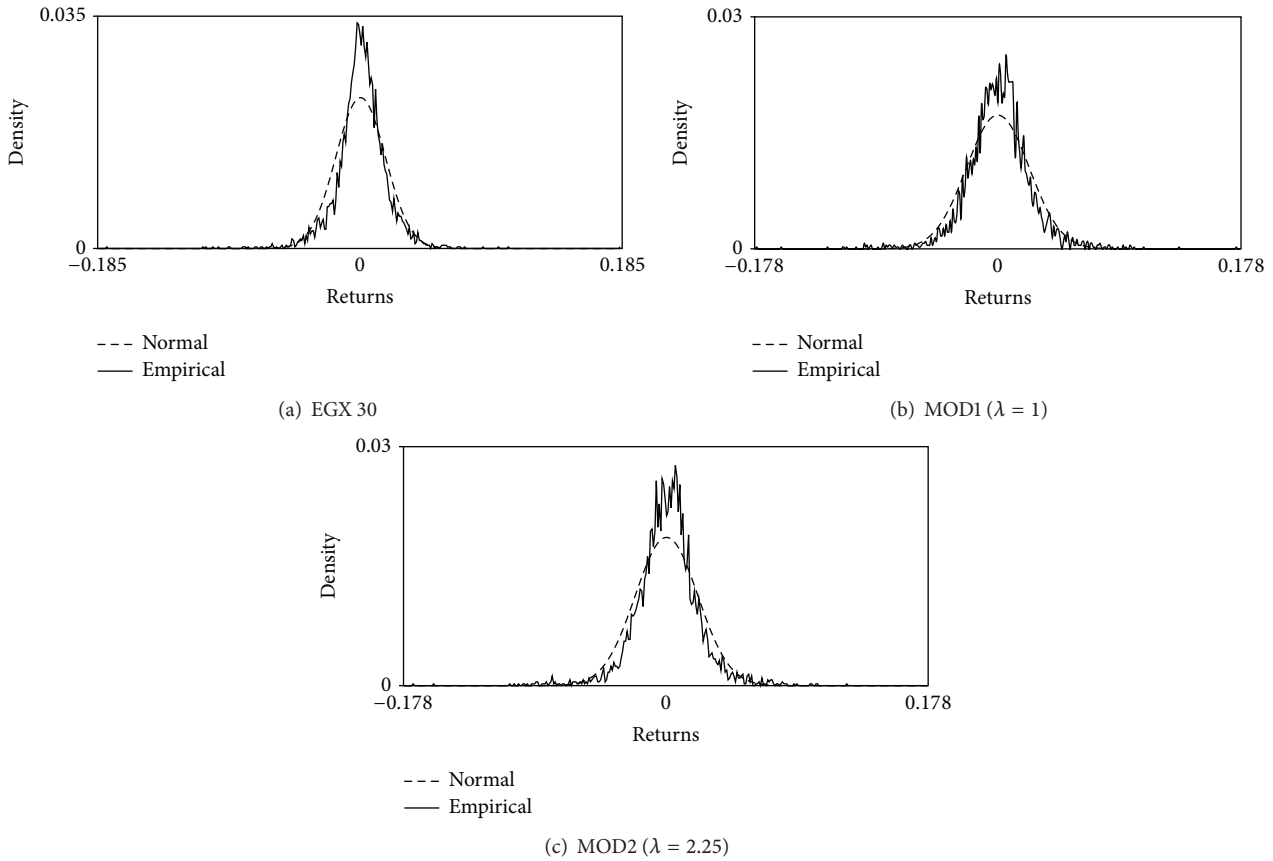 0.035
Density
0
−0.185
0
0.185
Returns
Normal
Empirical
(a) EGX 30
0.03
Density
0
−0.178
0
0.178
Returns
Normal
Empirical
(b) MOD1 (λ = 1)
0.03
Density
0
−0.178
0
0.178
Returns
Normal
Empirical
(c) MOD2 (λ = 2.25)